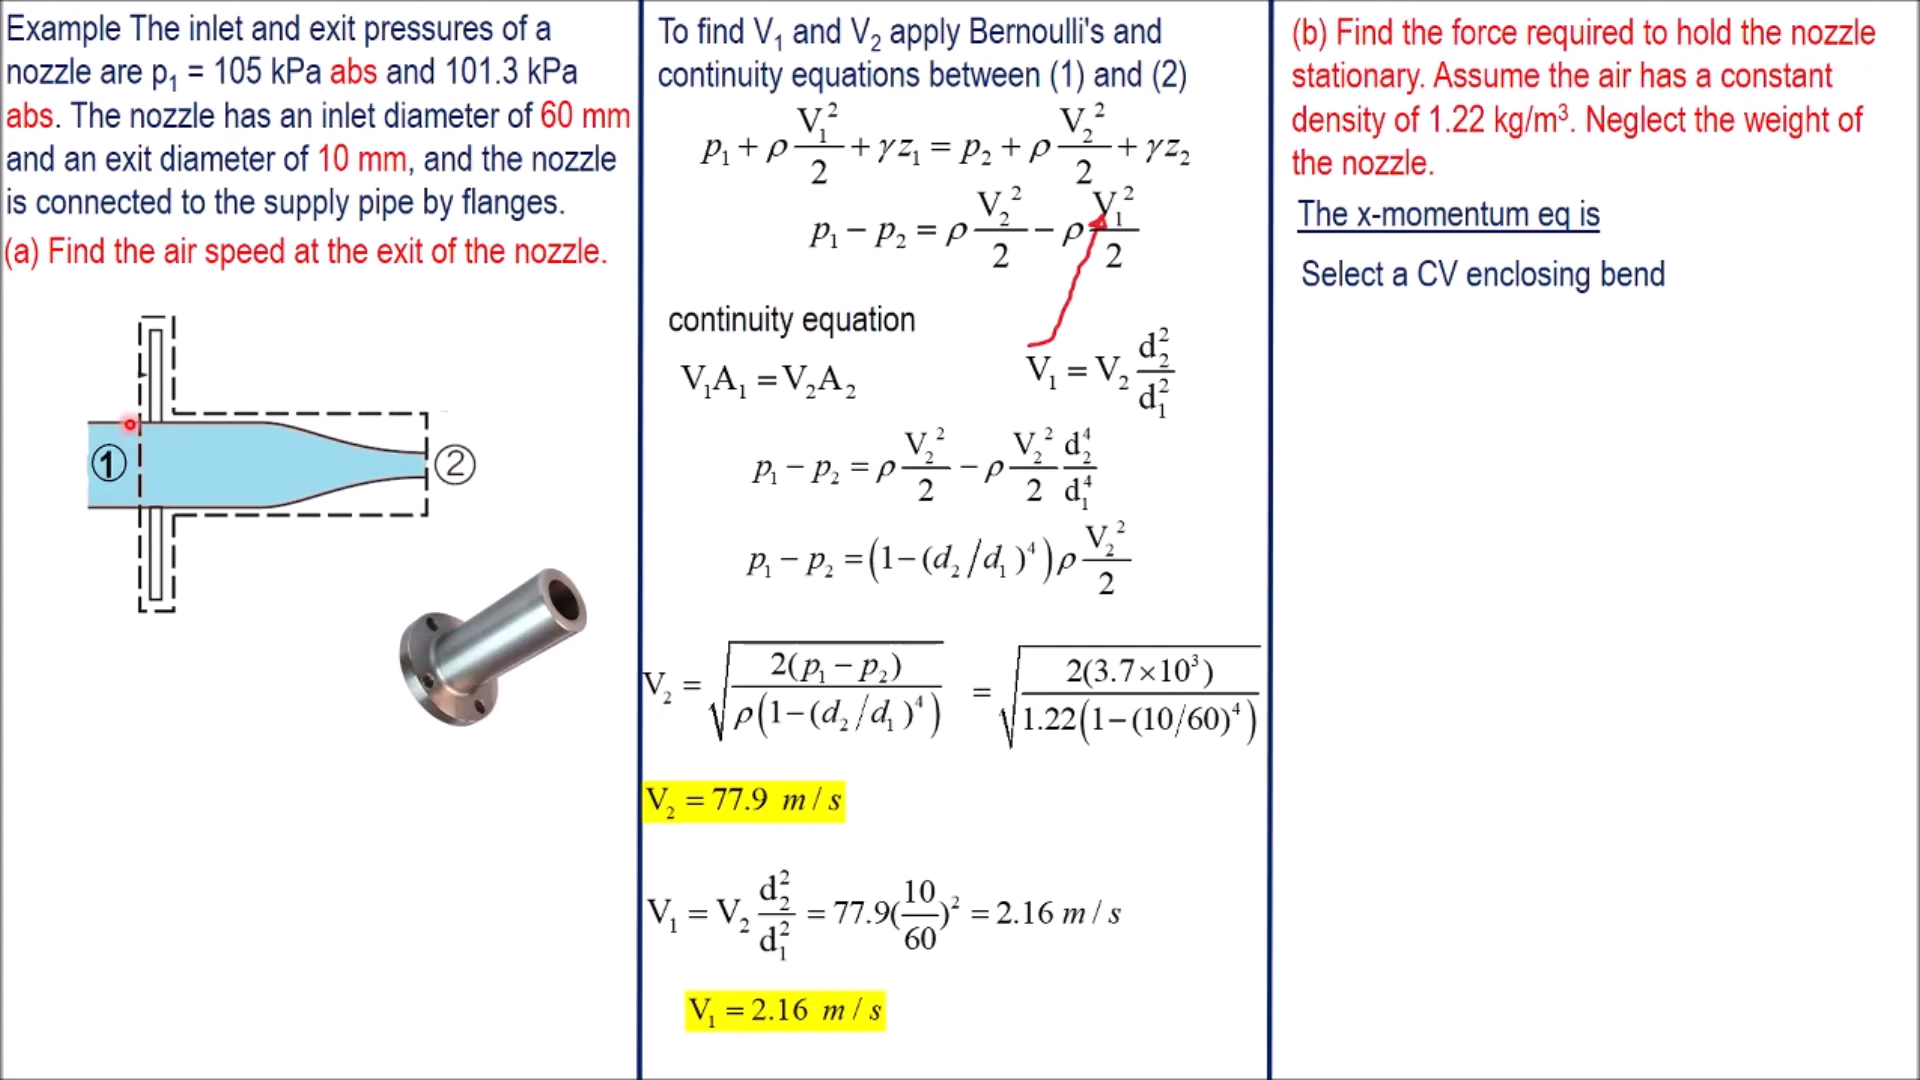 Example The inlet and exit pressures of a
nozzle are p₁ = 105 kPa abs and 101.3 kPa
abs. The nozzle has an inlet diameter of 60 mm
and an exit diameter of 10 mm, and the nozzle
is connected to the supply pipe by flanges.
(a) Find the air speed at the exit of the nozzle.
① ②
To find V₁ and V₂ apply Bernoulli's and
continuity equations between (1) and (2)
p₁ + ρ V₁²/2 + γz₁ = p₂ + ρ V₂²/2 + γz₂
p₁ − p₂ = ρ V₂²/2 − ρ V₁²/2
continuity equation
V₁A₁ = V₂A₂
V₁ = V₂ d₂²/d₁²
p₁ − p₂ = ρ V₂²/2 − ρ V₂²/2 d₂⁴/d₁⁴
p₁ − p₂ = (1−(d₂/d₁)⁴) ρ V₂²/2
V₂ = √(2(p₁ − p₂)/ρ(1−(d₂/d₁)⁴)) = √(2(3.7×10³)/1.22(1−(10/60)⁴))
V₂ = 77.9 m / s
V₁ = V₂ d₂²/d₁² = 77.9(10/60)² = 2.16 m / s
V₁ = 2.16 m / s
(b) Find the force required to hold the nozzle
stationary. Assume the air has a constant
density of 1.22 kg/m³. Neglect the weight of
the nozzle.
The x-momentum eq is
Select a CV enclosing bend